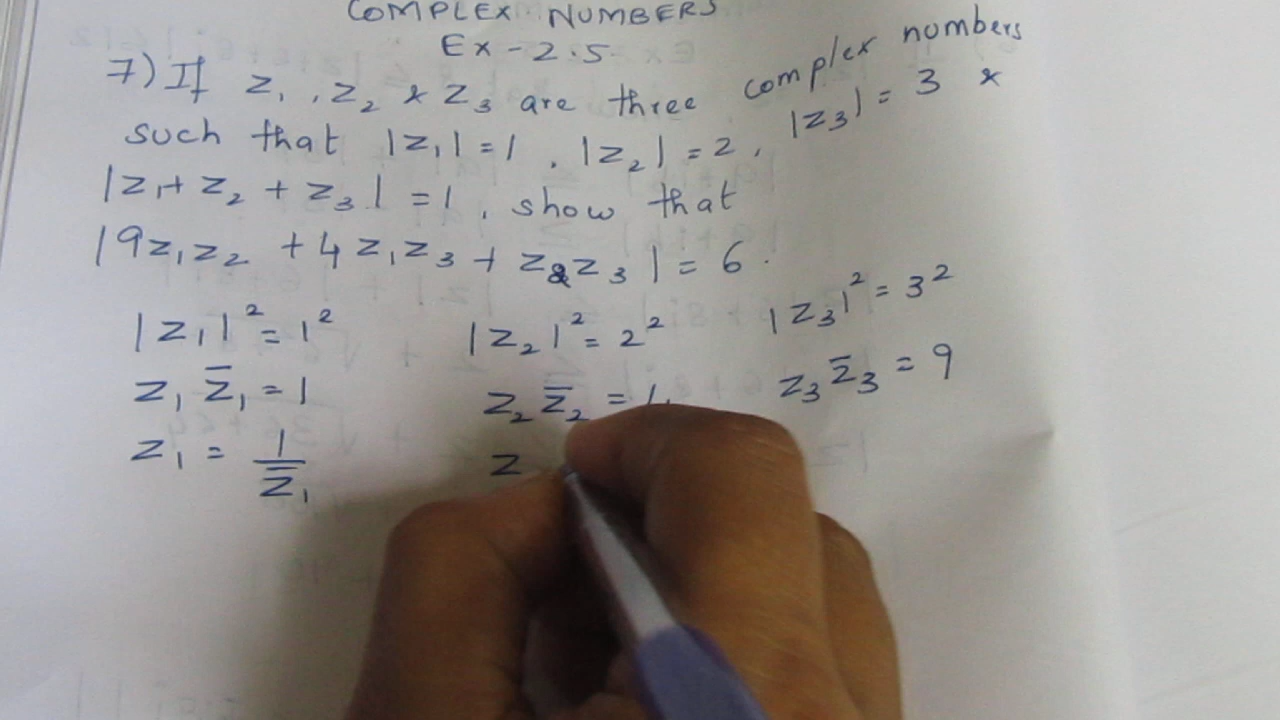 COMPLEX NUMBERS
Ex - 2.5.
7) If z₁, z₂ & z₃ are three complex numbers
such that |z₁| = 1, |z₂| = 2, |z₃| = 3 &
|z₁ + z₂ + z₃| = 1, show that
|9z₁z₂ + 4z₁z₃ + z₂z₃| = 6.
|z₁|² = 1² |z₂|² = 2² |z₃|² = 3²
z₁ z̄₁ = 1 z₂ z̄₂ = 4 z₃ z̄₃ = 9
z₁ = 1/z̄₁ z